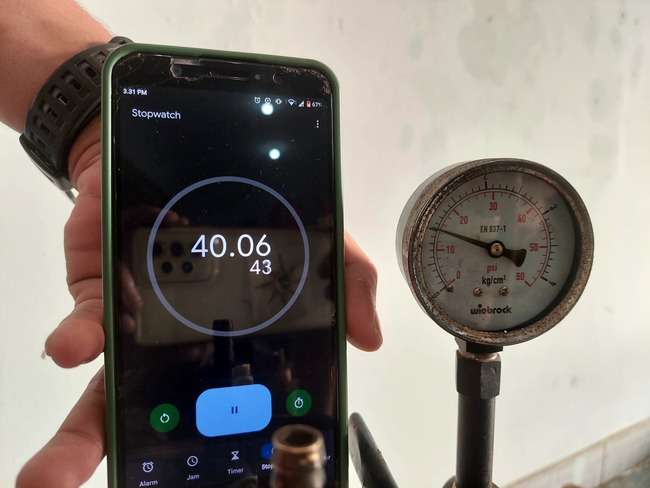 3.31 PM
67%
Stopwatch
40.06
43
Alarm
Jam
Timer
0
10
20
30
40
50
60
EN 837-1
psi
kg/cm²
wiebrock